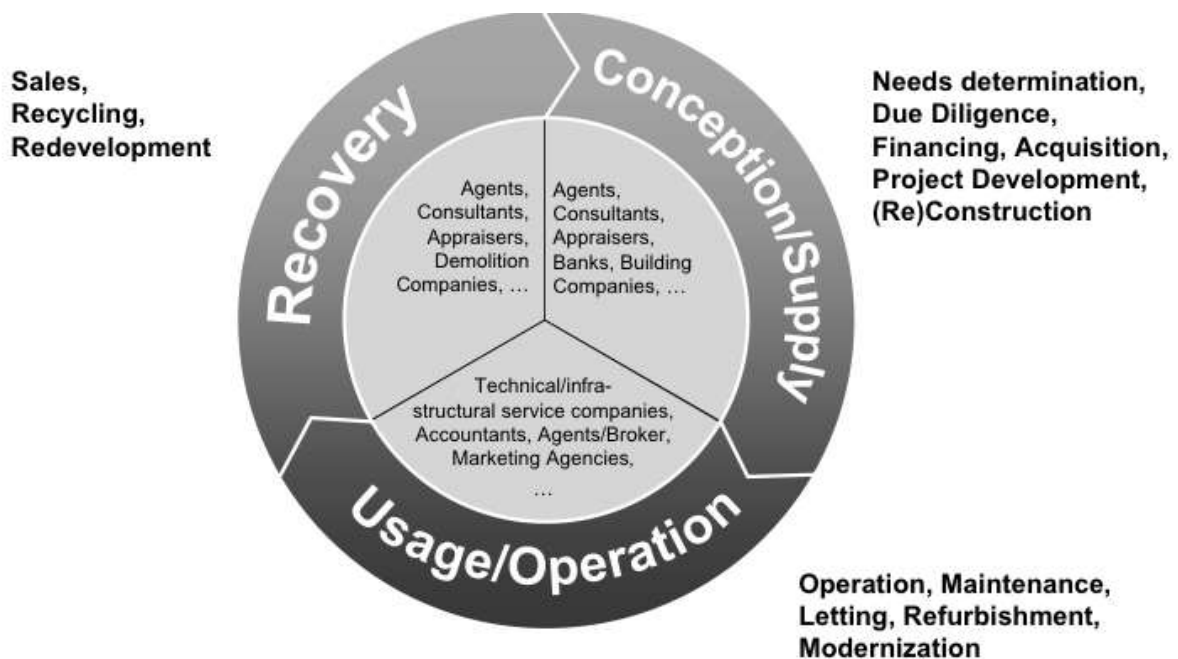 Sales,
Recycling,
Redevelopment
Recovery
Conception/Supply
Needs determination,
Due Diligence,
Financing, Acquisition,
Project Development,
(Re)Construction
Agents,
Consultants,
Appraisers,
Demolition
Companies, …
Agents,
Consultants,
Appraisers,
Banks, Building
Companies, …
Technical/infra-
structural service companies,
Accountants, Agents/Broker,
Marketing Agencies,
…
Usage/Operation
Operation, Maintenance,
Letting, Refurbishment,
Modernization